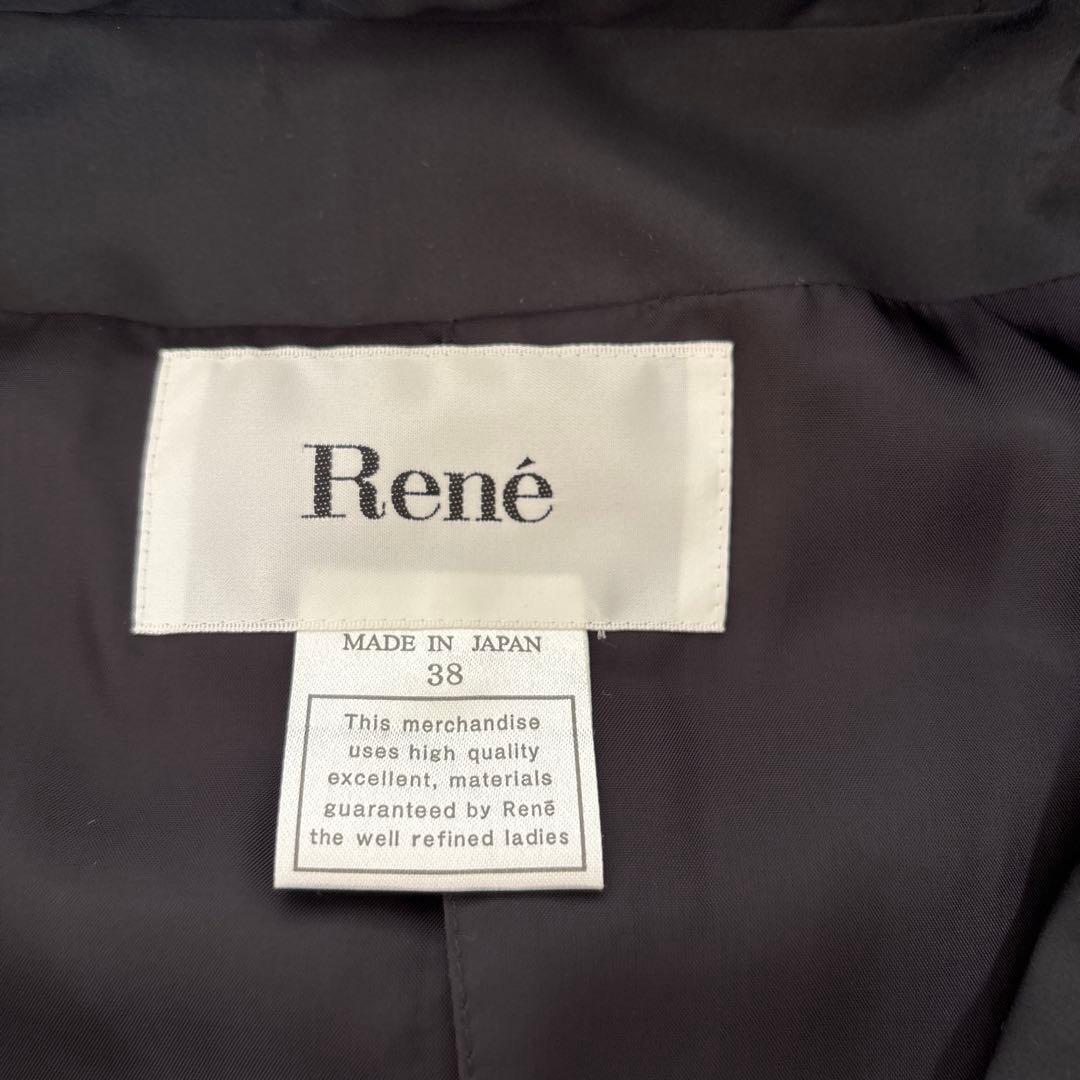 René
MADE IN JAPAN
38
This merchandise
uses high quality
excellent, materials
guaranteed by Renē
the well refined ladies